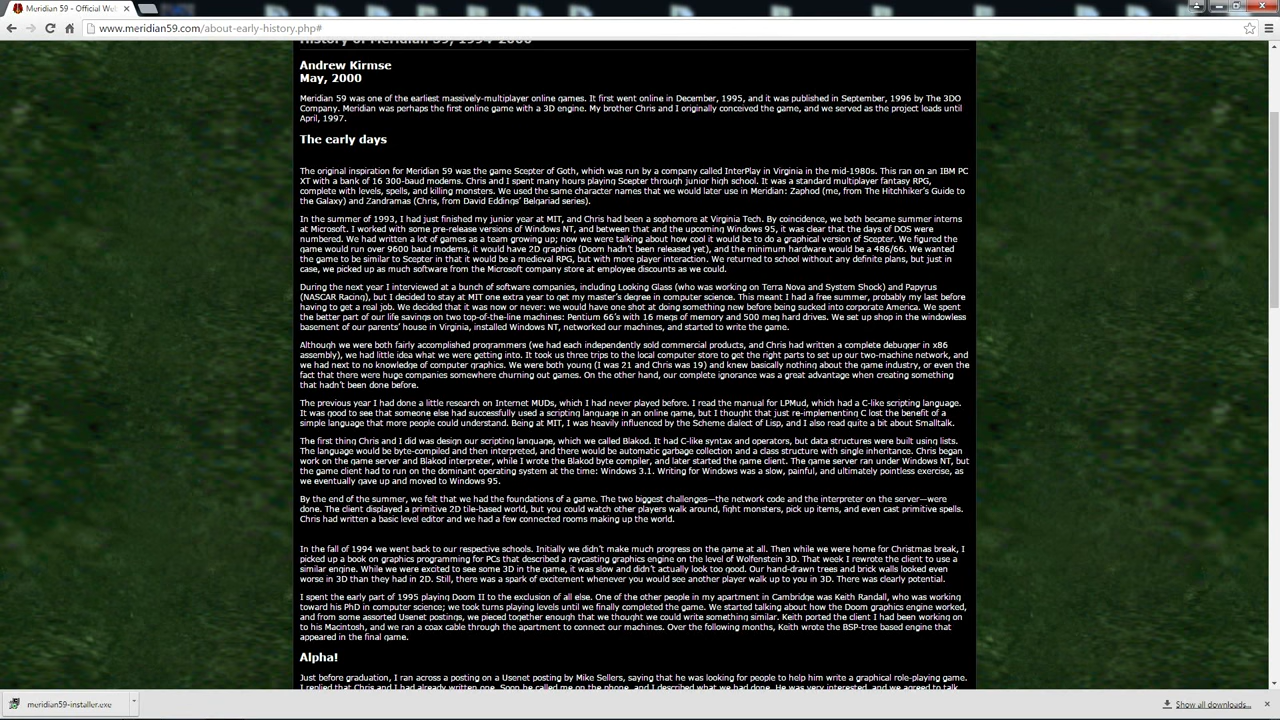 Meridian 59 - Official We
www.meridian59.com/about-early-history.php#
History of Meridian 59, 1994-2000
Andrew Kirmse
May, 2000
Meridian 59 was one of the earliest massively-multiplayer online games. It first went online in December, 1995, and it was published in September, 1996 by The 3DO
Company. Meridian was perhaps the first online game with a 3D engine. My brother Chris and I originally conceived the game, and we served as the project leads until
April, 1997.
The early days
The original inspiration for Meridian 59 was the game Scepter of Goth, which was run by a company called InterPlay in Virginia in the mid-1980s. This ran on an IBM PC
XT with a bank of 16 300-baud modems. Chris and I spent many hours playing Scepter through junior high school. It was a standard multiplayer fantasy RPG,
complete with levels, spells, and killing monsters. We used the same character names that we would later use in Meridian: Zaphod (me, from The Hitchhiker's Guide to
the Galaxy) and Zandramas (Chris, from David Eddings' Belgariad series).
In the summer of 1993, I had just finished my junior year at MIT, and Chris had been a sophomore at Virginia Tech. By coincidence, we both became summer interns
at Microsoft. I worked with some pre-release versions of Windows NT, and between that and the upcoming Windows 95, it was clear that the days of DOS were
numbered. We had written a lot of games as a team growing up; now we were talking about how cool it would be to do a graphical version of Scepter. We figured the
game would run over 9600 baud modems, it would have 2D graphics (Doom hadn't been released yet), and the minimum hardware would be a 486/66. We wanted
the game to be similar to Scepter in that it would be a medieval RPG, but with more player interaction. We returned to school without any definite plans, but just in
case, we picked up as much software from the Microsoft company store at employee discounts as we could.
During the next year I interviewed at a bunch of software companies, including Looking Glass (who was working on Terra Nova and System Shock) and Papyrus
(NASCAR Racing), but I decided to stay at MIT one extra year to get my master's degree in computer science. This meant I had a free summer, probably my last before
having to get a real job. We decided that it was now or never: we would have one shot at doing something new before being sucked into corporate America. We spent
the better part of our life savings on two top-of-the-line machines: Pentium 66's with 16 megs of memory and 500 meg hard drives. We set up shop in the windowless
basement of our parents' house in Virginia, installed Windows NT, networked our machines, and started to write the game.
Although we were both fairly accomplished programmers (we had each independently sold commercial products, and Chris had written a complete debugger in x86
assembly), we had little idea what we were getting into. It took us three trips to the local computer store to get the right parts to set up our two-machine network, and
we had next to no knowledge of computer graphics. We were both young (I was 21 and Chris was 19) and knew basically nothing about the game industry, or even the
fact that there were huge companies somewhere churning out games. On the other hand, our complete ignorance was a great advantage when creating something
that hadn't been done before.
The previous year I had done a little research on Internet MUDs, which I had never played before. I read the manual for LPMud, which had a C-like scripting language.
It was good to see that someone else had successfully used a scripting language in an online game, but I thought that just re-implementing C lost the benefit of a
simple language that more people could understand. Being at MIT, I was heavily influenced by the Scheme dialect of Lisp, and I also read quite a bit about Smalltalk.
The first thing Chris and I did was design our scripting language, which we called Blakod. It had C-like syntax and operators, but data structures were built using lists.
The language would be byte-compiled and then interpreted, and there would be automatic garbage collection and a class structure with single inheritance. Chris began
work on the game server and Blakod interpreter, while I wrote the Blakod byte compiler, and later started the game client. The game server ran under Windows NT, but
the game client had to run on the dominant operating system at the time: Windows 3.1. Writing for Windows was a slow, painful, and ultimately pointless exercise, as
we eventually gave up and moved to Windows 95.
By the end of the summer, we felt that we had the foundations of a game. The two biggest challenges—the network code and the interpreter on the server—were
done. The client displayed a primitive 2D tile-based world, but you could watch other players walk around, fight monsters, pick up items, and even cast primitive spells.
Chris had written a basic level editor and we had a few connected rooms making up the world.
In the fall of 1994 we went back to our respective schools. Initially we didn't make much progress on the game at all. Then while we were home for Christmas break, I
picked up a book on graphics programming for PCs that described a raycasting graphics engine on the level of Wolfenstein 3D. That week I rewrote the client to use a
similar engine. While we were excited to see some 3D in the game, it was slow and didn't actually look too good. Our hand-drawn trees and brick walls looked even
worse in 3D than they had in 2D. Still, there was a spark of excitement whenever you would see another player walk up to you in 3D. There was clearly potential.
I spent the early part of 1995 playing Doom II to the exclusion of all else. One of the other people in my apartment in Cambridge was Keith Randall, who was working
toward his PhD in computer science; we took turns playing levels until we finally completed the game. We started talking about how the Doom graphics engine worked,
and from some assorted Usenet postings, we pieced together enough that we thought we could write something similar. Keith ported the client I had been working on
to his Macintosh, and we ran a coax cable through the apartment to connect our machines. Over the following months, Keith wrote the BSP-tree based engine that
appeared in the final game.
Alpha!
Just before graduation, I ran across a posting on a Usenet posting by Mike Sellers, saying that he was looking for people to help him write a graphical role-playing game.
I replied that Chris and I had already written one. Soon he called me on the phone, and I described what we had done. He was very interested, and we agreed to talk
meridian59-installer.exe
Show all downloads...